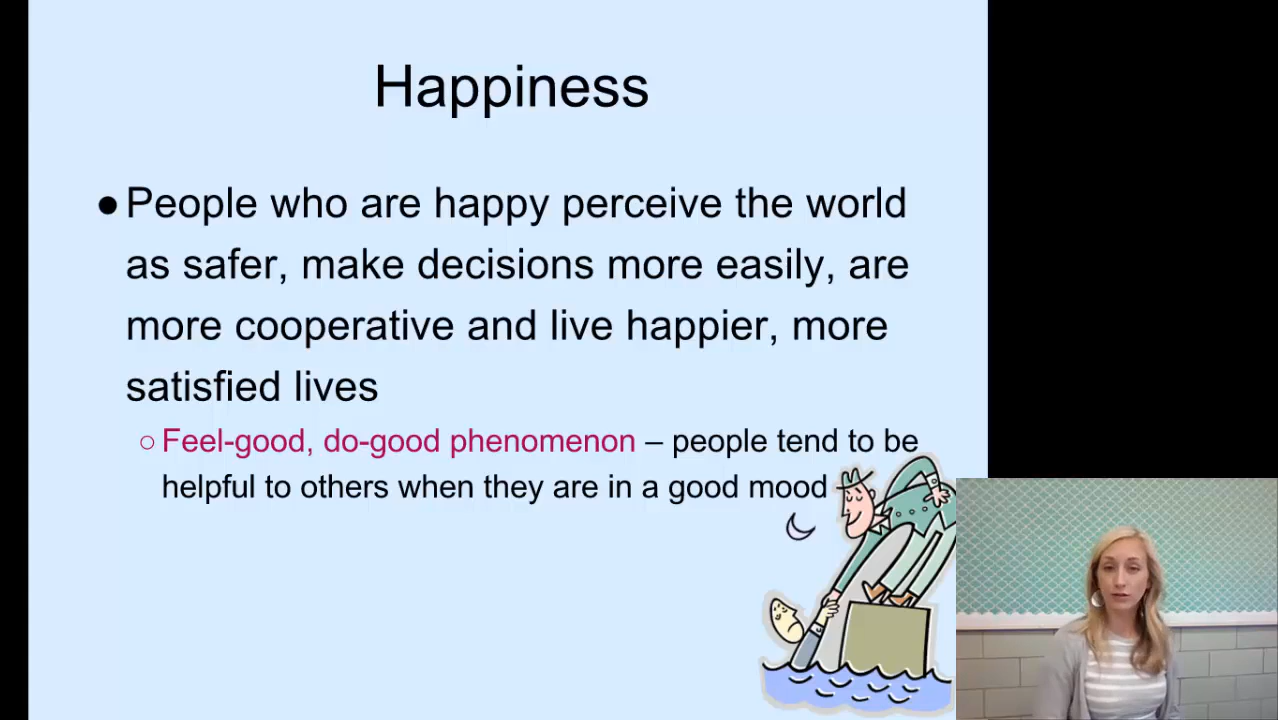 Happiness
●People who are happy perceive the world
as safer, make decisions more easily, are
more cooperative and live happier, more
satisfied lives
○Feel-good, do-good phenomenon – people tend to be
helpful to others when they are in a good mood